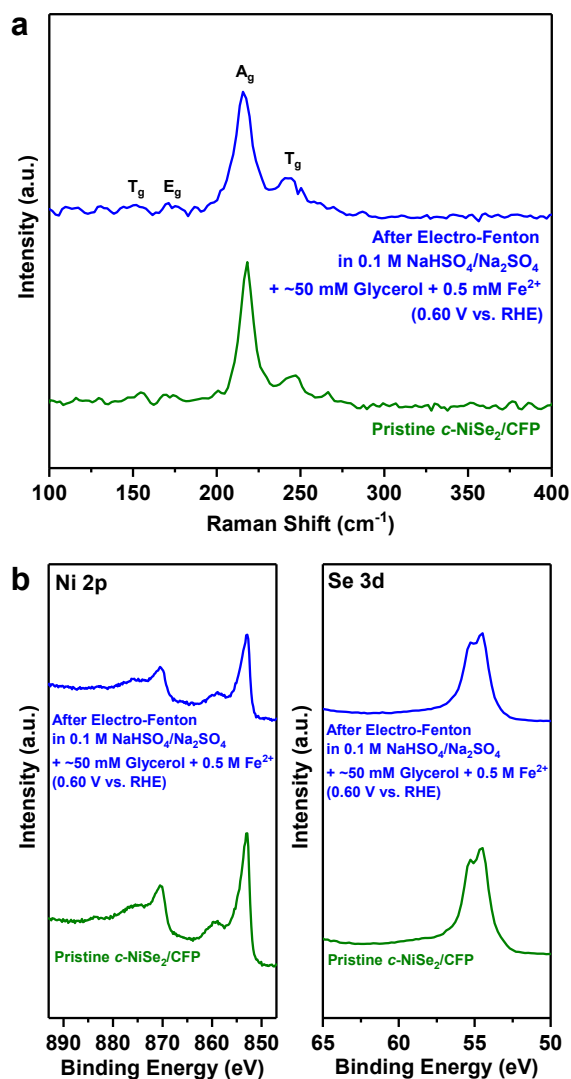 a
A_g
T_g
T_g E_g
After Electro-Fenton
in 0.1 M NaHSO₄/Na₂SO₄
+ ~50 mM Glycerol + 0.5 mM Fe²⁺
(0.60 V vs. RHE)
Pristine c-NiSe₂/CFP
Intensity (a.u.)
100 150 200 250 300 350 400
Raman Shift (cm⁻¹)
b
Ni 2p
After Electro-Fenton
in 0.1 M NaHSO₄/Na₂SO₄
+ ~50 mM Glycerol + 0.5 M Fe²⁺
(0.60 V vs. RHE)
Pristine c-NiSe₂/CFP
Intensity (a.u.)
890 880 870 860 850
Binding Energy (eV)
Se 3d
After Electro-Fenton
in 0.1 M NaHSO₄/Na₂SO₄
+ ~50 mM Glycerol + 0.5 M Fe²⁺
(0.60 V vs. RHE)
Pristine c-NiSe₂/CFP
Intensity (a.u.)
65 60 55 50
Binding Energy (eV)